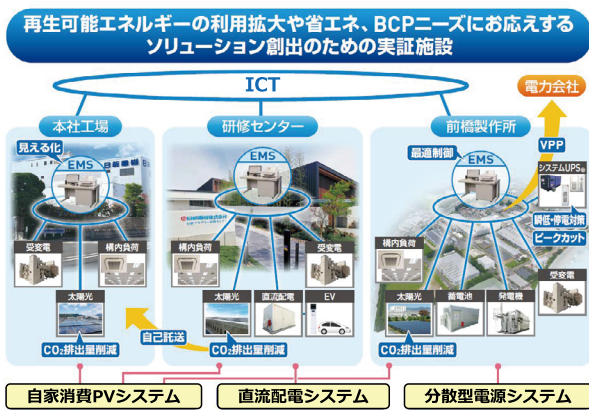 再生可能エネルギーの利用拡大や省エネ、BCPニーズにお応えする
ソリューション創出のための実証施設
ICT
電力会社
本社工場
研修センター
前橋製作所
見える化
EMS
EMS
最適制御
EMS
VPP
システムUPS
瞬低・停電対策
ピークカット
受変電
構内負荷
太陽光
CO₂排出量削減
自己託送
構内負荷
受変電
太陽光
直流配電
EV
CO₂排出量削減
構内負荷
太陽光
蓄電池
発電機
受変電
CO₂排出量削減
自家消費PVシステム
直流配電システム
分散型電源システム